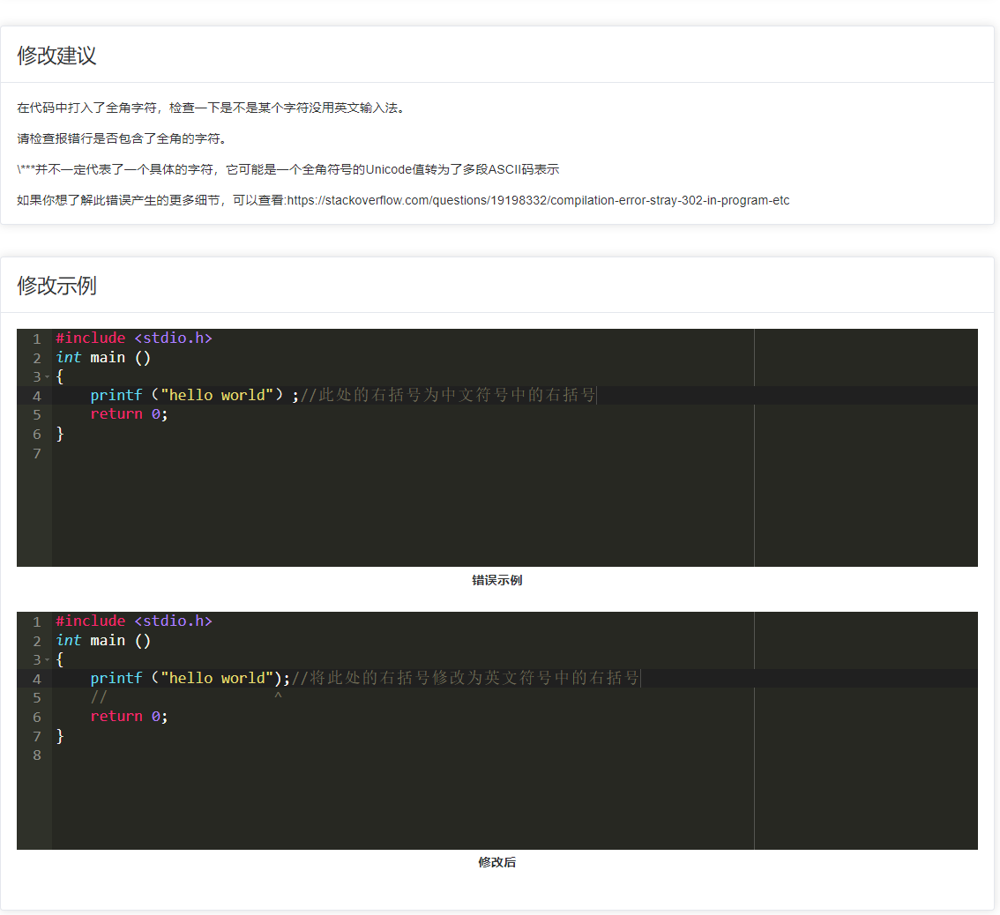 修改建议
在代码中打入了全角字符，检查一下是不是某个字符没用英文输入法。
请检查报错行是否包含了全角的字符。
\***并不一定代表了一个具体的字符，它可能是一个全角符号的Unicode值转为了多段ASCII码表示
如果你想了解此错误产生的更多细节，可以查看:https://stackoverflow.com/questions/19198332/compilation-error-stray-302-in-program-etc
修改示例
1 #include <stdio.h>
2 int main ()
3 {
4     printf ("hello world"）;//此处的右括号为中文符号中的右括号
5     return 0;
6 }
7
错误示例
1 #include <stdio.h>
2 int main ()
3 {
4     printf ("hello world");//将此处的右括号修改为英文符号中的右括号
5     //                   ^
6     return 0;
7 }
8
修改后